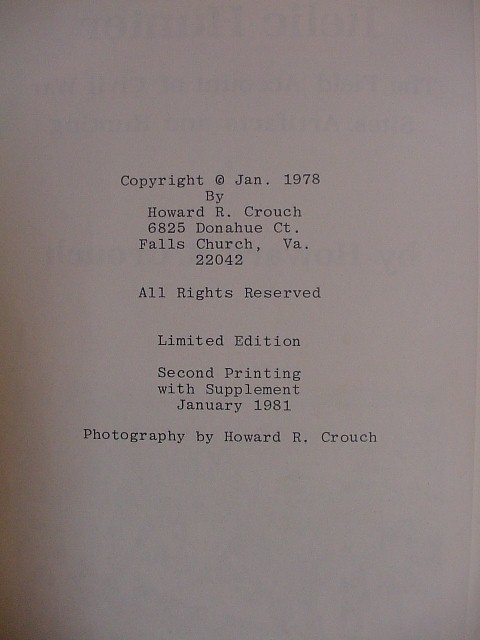 Copyright © Jan. 1978
By
Howard R. Crouch
6825 Donahue Ct.
Falls Church, Va.
22042
All Rights Reserved
Limited Edition
Second Printing
with Supplement
January 1981
Photography by Howard R. Crouch